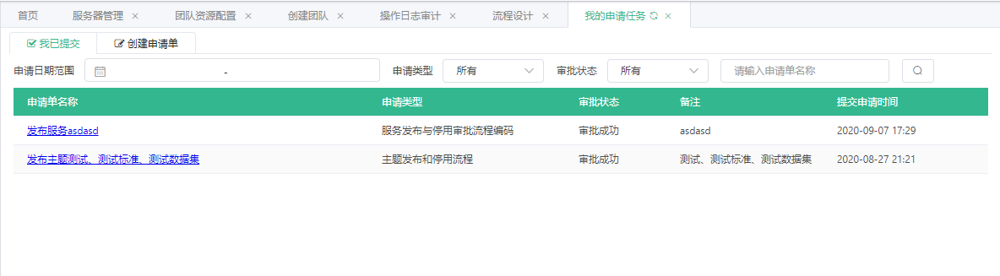 首页 服务器管理 团队资源配置 创建团队 操作日志审计 流程设计 我的申请任务
我已提交 创建申请单
申请日期范围 - 申请类型 所有 审批状态 所有 请输入申请单名称
申请单名称 申请类型 审批状态 备注 提交申请时间
发布服务asdasd 服务发布与停用审批流程编码 审批成功 asdasd 2020-09-07 17:29
发布主题测试、测试标准、测试数据集 主题发布和停用流程 审批成功 测试、测试标准、测试数据集 2020-08-27 21:21